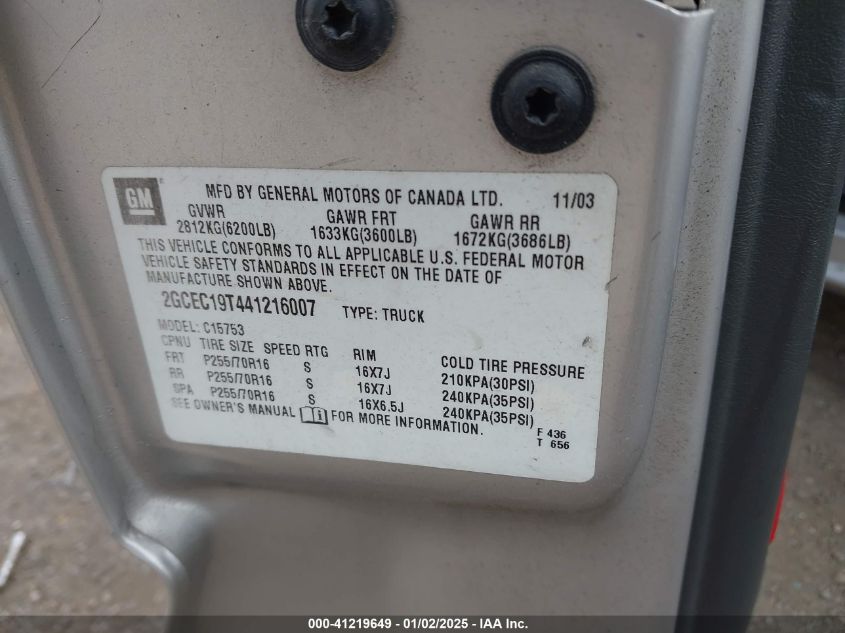 GM
MFD BY GENERAL MOTORS OF CANADA LTD. 11/03
GVWR GAWR FRT GAWR RR
2812KG(6200LB) 1633KG(3600LB) 1672KG(3686LB)
THIS VEHICLE CONFORMS TO ALL APPLICABLE U.S. FEDERAL MOTOR
VEHICLE SAFETY STANDARDS IN EFFECT ON THE DATE OF
MANUFACTURE SHOWN ABOVE.
2GCEC19T441216007 TYPE: TRUCK
MODEL: C15753
CPNU TIRE SIZE SPEED RTG RIM COLD TIRE PRESSURE
FRT P255/70R16 S 16X7J 210KPA(30PSI)
RR P255/70R16 S 16X7J 240KPA(35PSI)
SPA P255/70R16 S 16X6.5J 240KPA(35PSI)
SEE OWNER'S MANUAL FOR MORE INFORMATION.
F 436
T 656
000-41219649 - 01/02/2025 - IAA Inc.